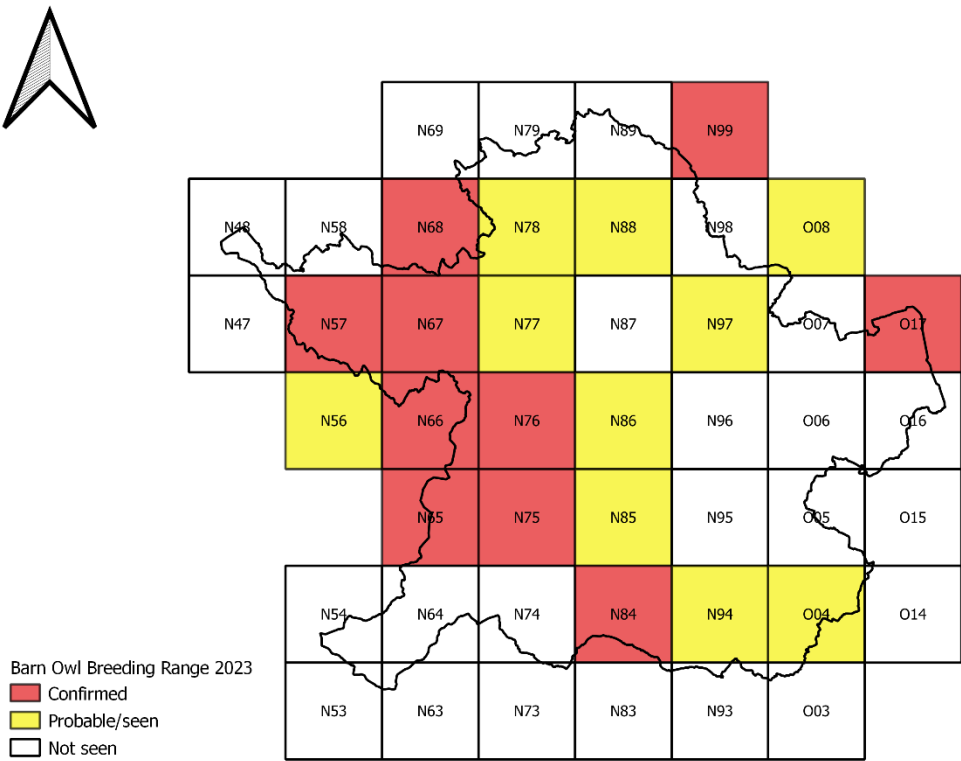 N69 N79 N89 N99
N48 N58 N68 N78 N88 N98 O08
N47 N57 N67 N77 N87 N97 O07 O17
N56 N66 N76 N86 N96 O06 O16
N65 N75 N85 N95 O05 O15
N54 N64 N74 N84 N94 O04 O14
N53 N63 N73 N83 N93 O03
Barn Owl Breeding Range 2023
Confirmed
Probable/seen
Not seen